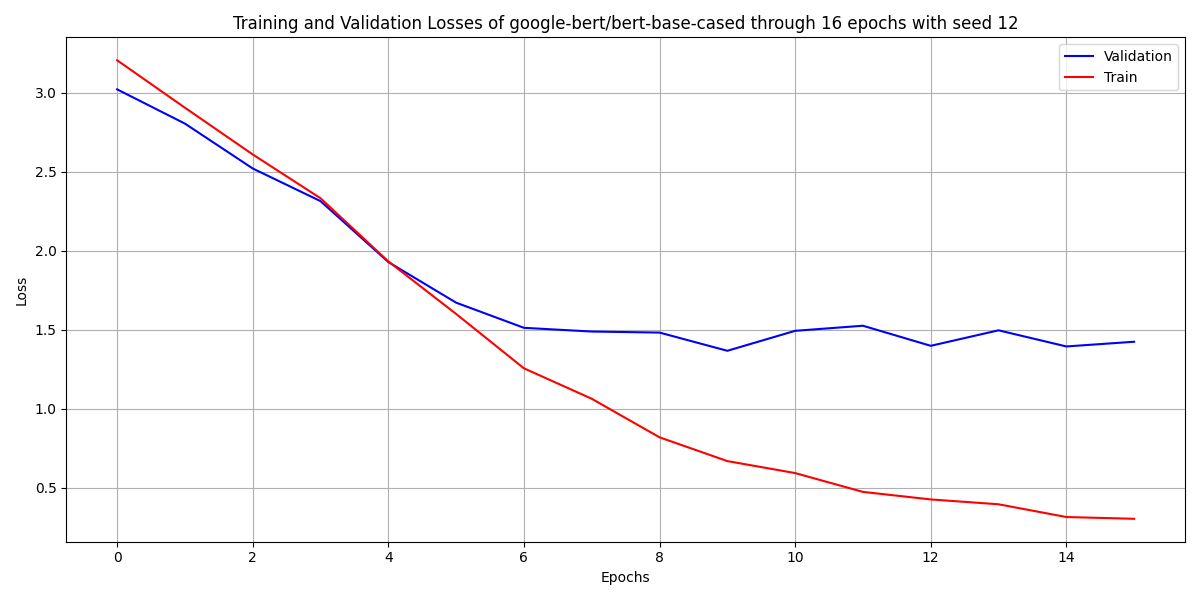 Training and Validation Losses of google-bert/bert-base-cased through 16 epochs with seed 12
Validation
Train
3.0
2.5
2.0
1.5
1.0
0.5
Loss
0 2 4 6 8 10 12 14
Epochs